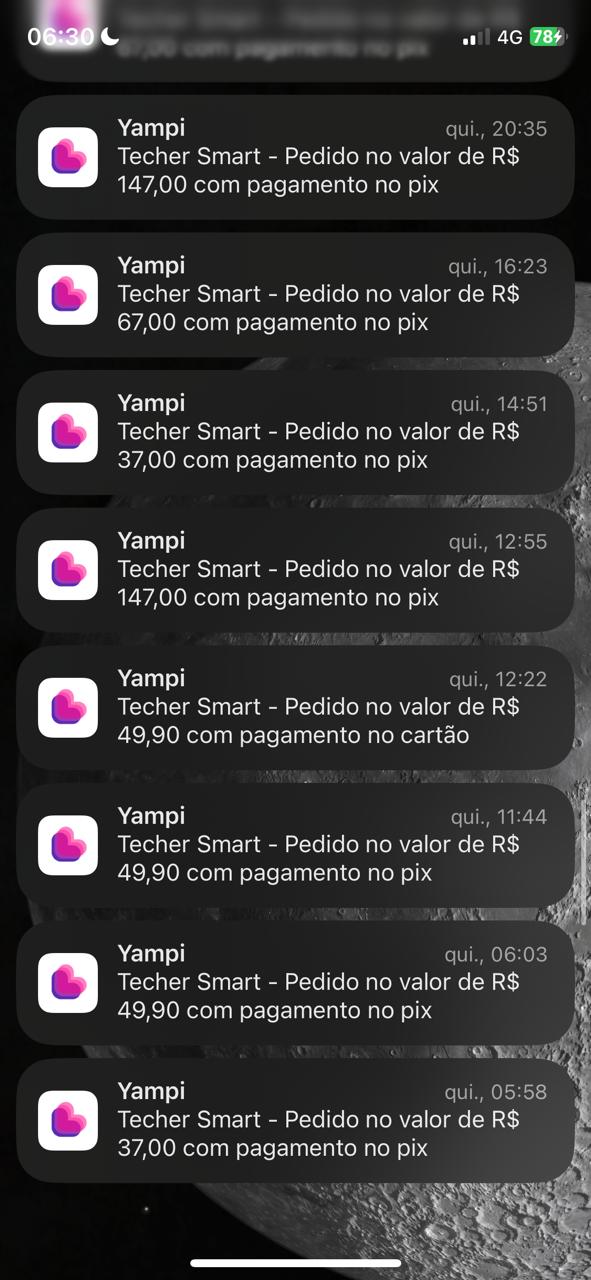 06:30
4G
78
67,00 com pagamento no pix
Yampi
qui., 20:35
Techer Smart - Pedido no valor de R$
147,00 com pagamento no pix
Yampi
qui., 16:23
Techer Smart - Pedido no valor de R$
67,00 com pagamento no pix
Yampi
qui., 14:51
Techer Smart - Pedido no valor de R$
37,00 com pagamento no pix
Yampi
qui., 12:55
Techer Smart - Pedido no valor de R$
147,00 com pagamento no pix
Yampi
qui., 12:22
Techer Smart - Pedido no valor de R$
49,90 com pagamento no cartão
Yampi
qui., 11:44
Techer Smart - Pedido no valor de R$
49,90 com pagamento no pix
Yampi
qui., 06:03
Techer Smart - Pedido no valor de R$
49,90 com pagamento no pix
Yampi
qui., 05:58
Techer Smart - Pedido no valor de R$
37,00 com pagamento no pix